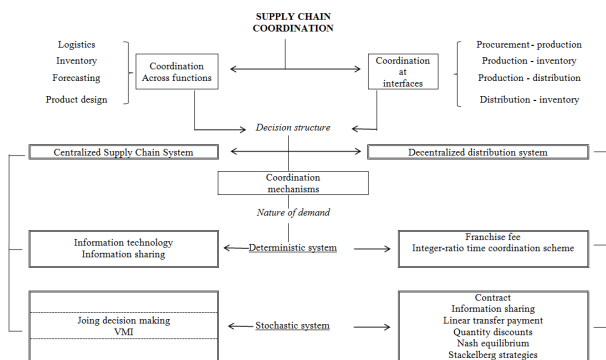 SUPPLY CHAIN
COORDINATION
Logistics
Inventory
Forecasting
Product design
Coordination
Across functions
Coordination
at
interfaces
Procurement - production
Production - inventory
Production - distribution
Distribution - inventory
Decision structure
Centralized Supply Chain System
Decentralized distribution system
Coordination
mechanisms
Nature of demand
Information technology
Information sharing
Deterministic system
Franchise fee
Integer-ratio time coordination scheme
Joing decision making
VMI
Stochastic system
Contract
Information sharing
Linear transfer payment
Quantity discounts
Nash equilibrium
Stackelberg strategies